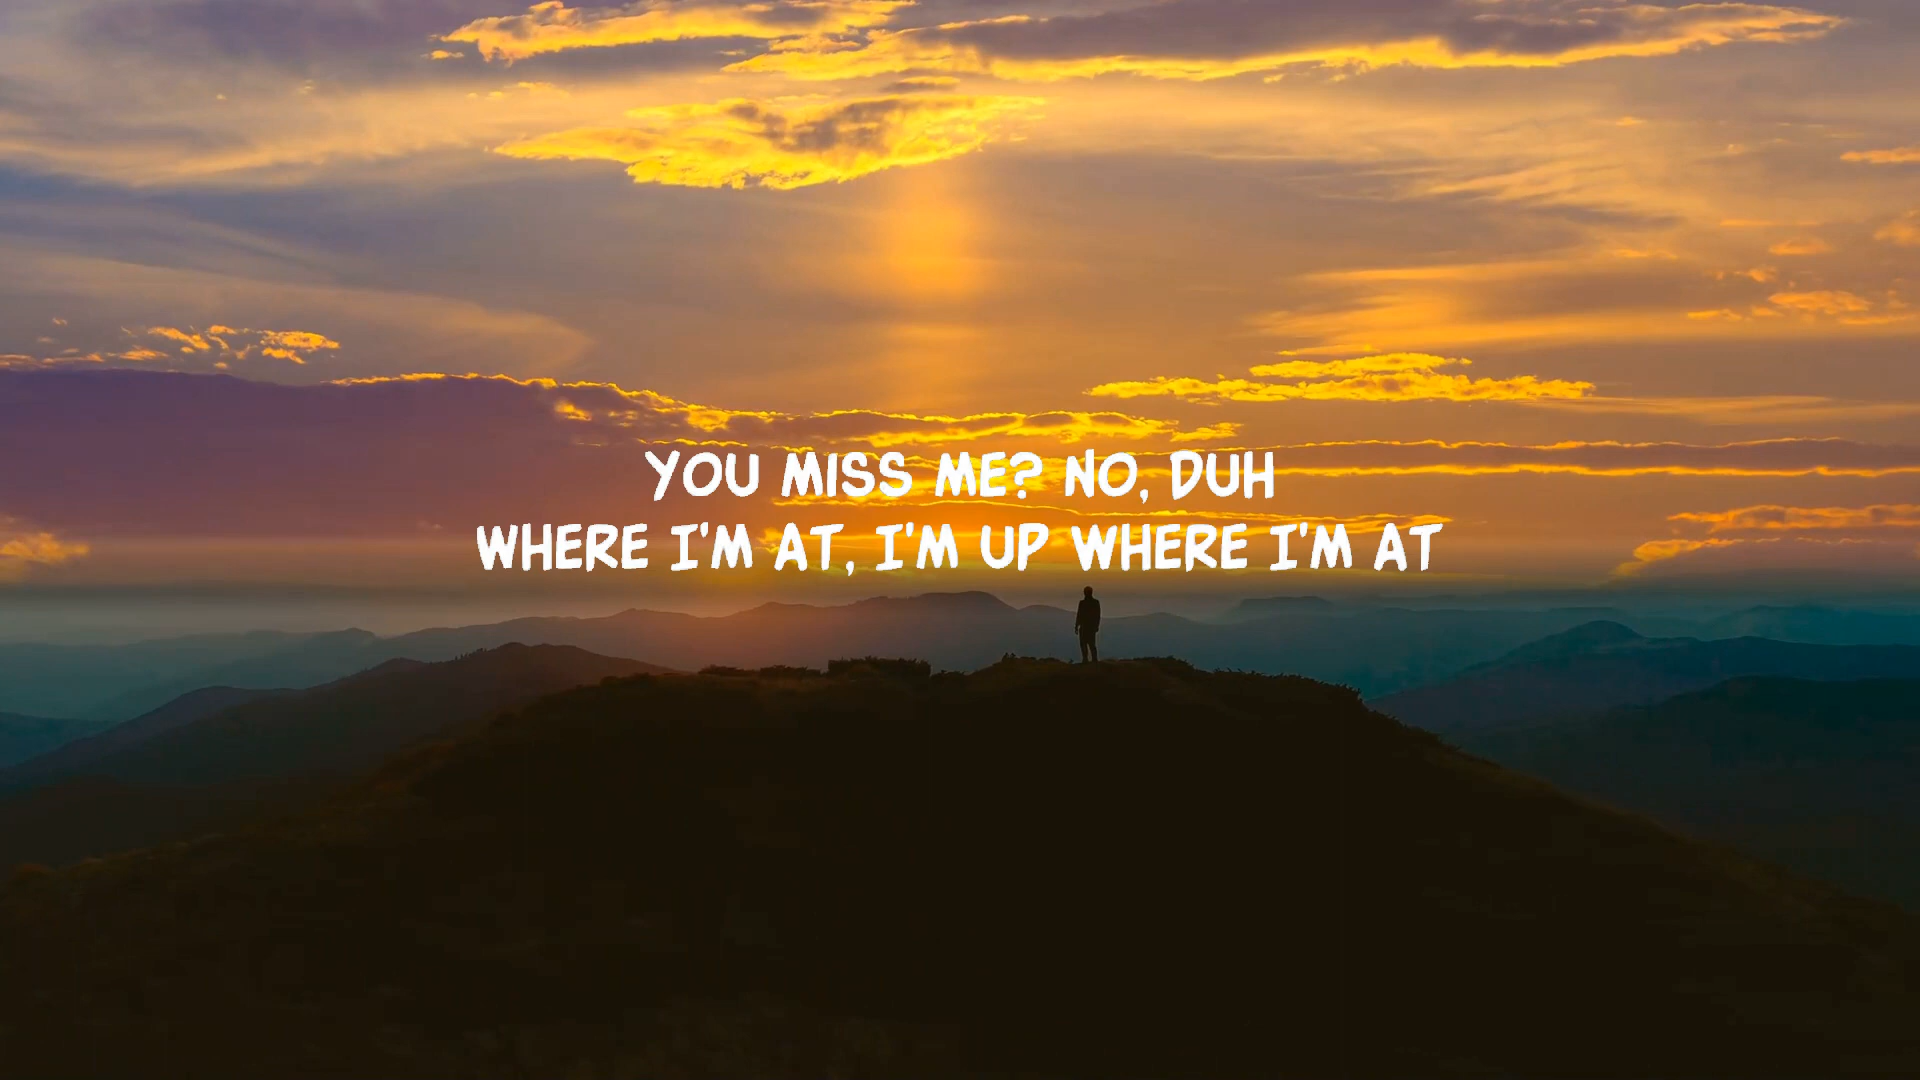 YOU MISS ME? NO, DUH
WHERE I'M AT, I'M UP WHERE I'M AT